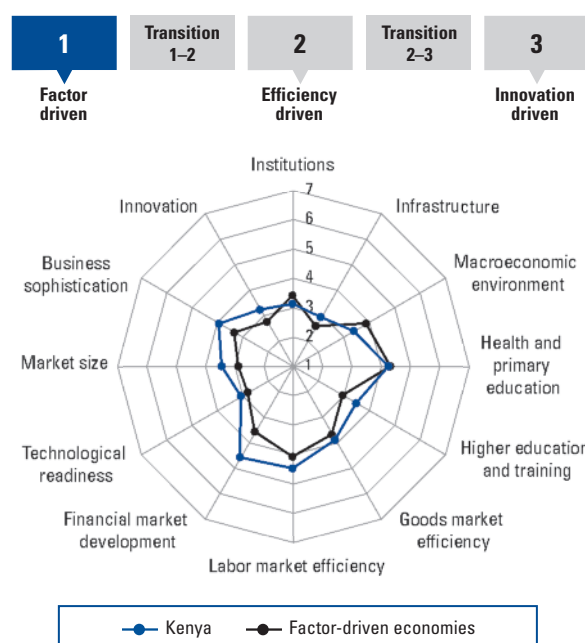 1
Transition
1–2
2
Transition
2–3
3
Factor
driven
Efficiency
driven
Innovation
driven
Institutions
7
Innovation
Infrastructure
6
5
Business
sophistication
Macroeconomic
environment
4
3
2
Market size
1
Health and
primary
education
Technological
readiness
Higher education
and training
Financial market
development
Goods market
efficiency
Labor market efficiency
Kenya
Factor-driven economies